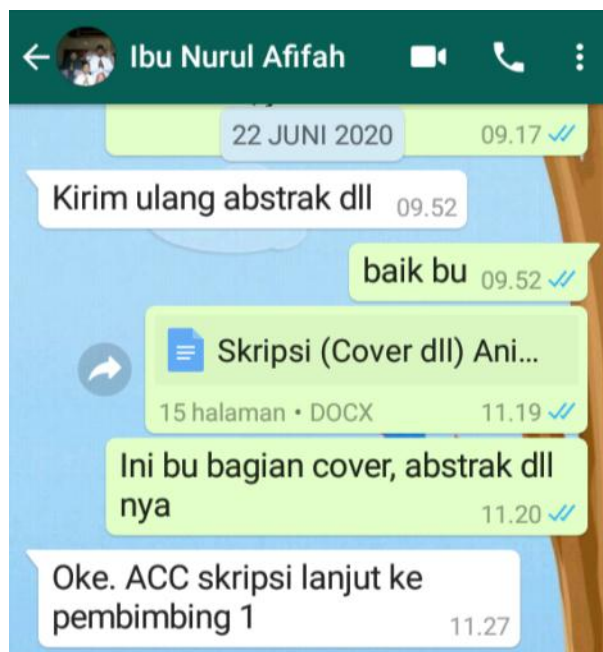 Ibu Nurul Afifah
22 JUNI 2020
09.17
Kirim ulang abstrak dll 09.52
baik bu 09.52
Skripsi (Cover dll) Ani...
15 halaman • DOCX 11.19
Ini bu bagian cover, abstrak dll
nya 11.20
Oke. ACC skripsi lanjut ke
pembimbing 1 11.27